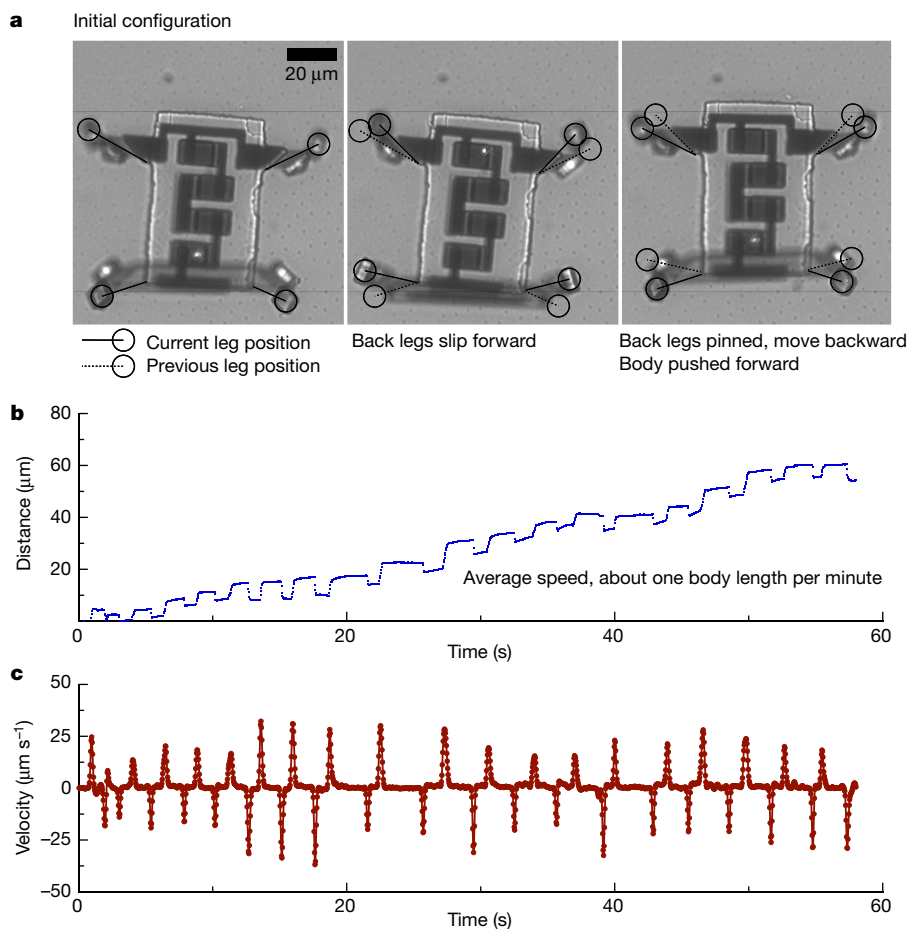 a
Initial configuration
20 μm
Current leg position
Previous leg position
Back legs slip forward
Back legs pinned, move backward
Body pushed forward
b
80
60
40
20
Distance (μm)
Average speed, about one body length per minute
0
20
40
60
Time (s)
c
50
25
0
–25
–50
Velocity (μm s⁻¹)
0
20
40
60
Time (s)